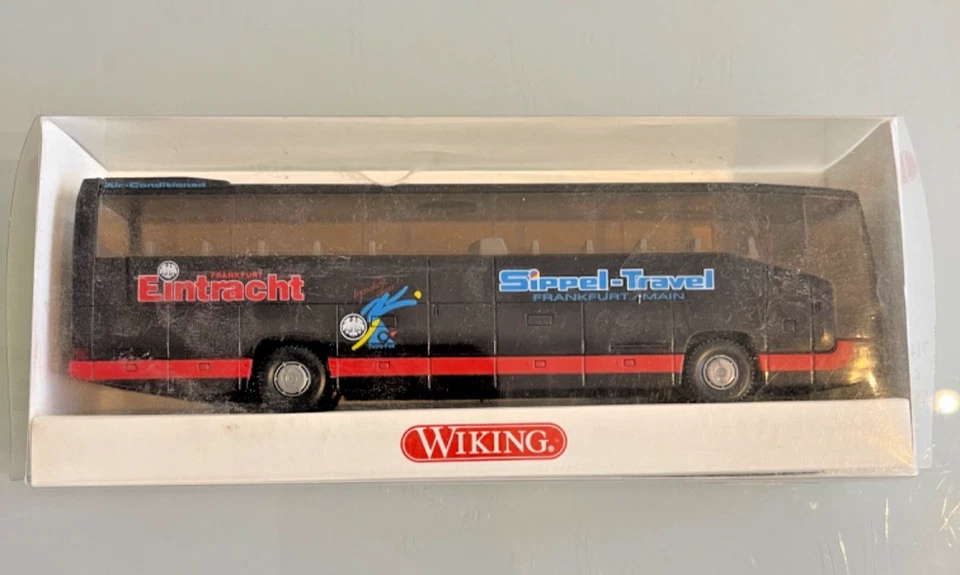 Air-Conditioned
FRANKFURT
Eintracht
Sippel-Travel
FRANKFURT / MAIN
WIKING®